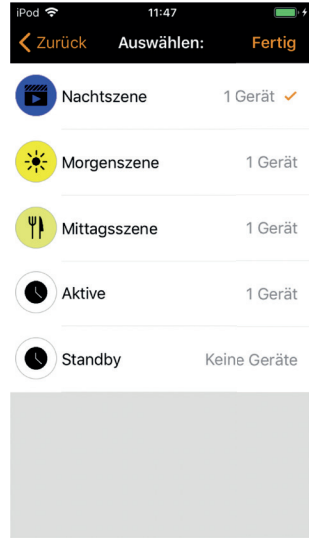 iPod 11:47
Zurück Auswählen: Fertig
Nachtszene 1 Gerät
Morgenszene 1 Gerät
Mittagsszene 1 Gerät
Aktive 1 Gerät
Standby Keine Geräte